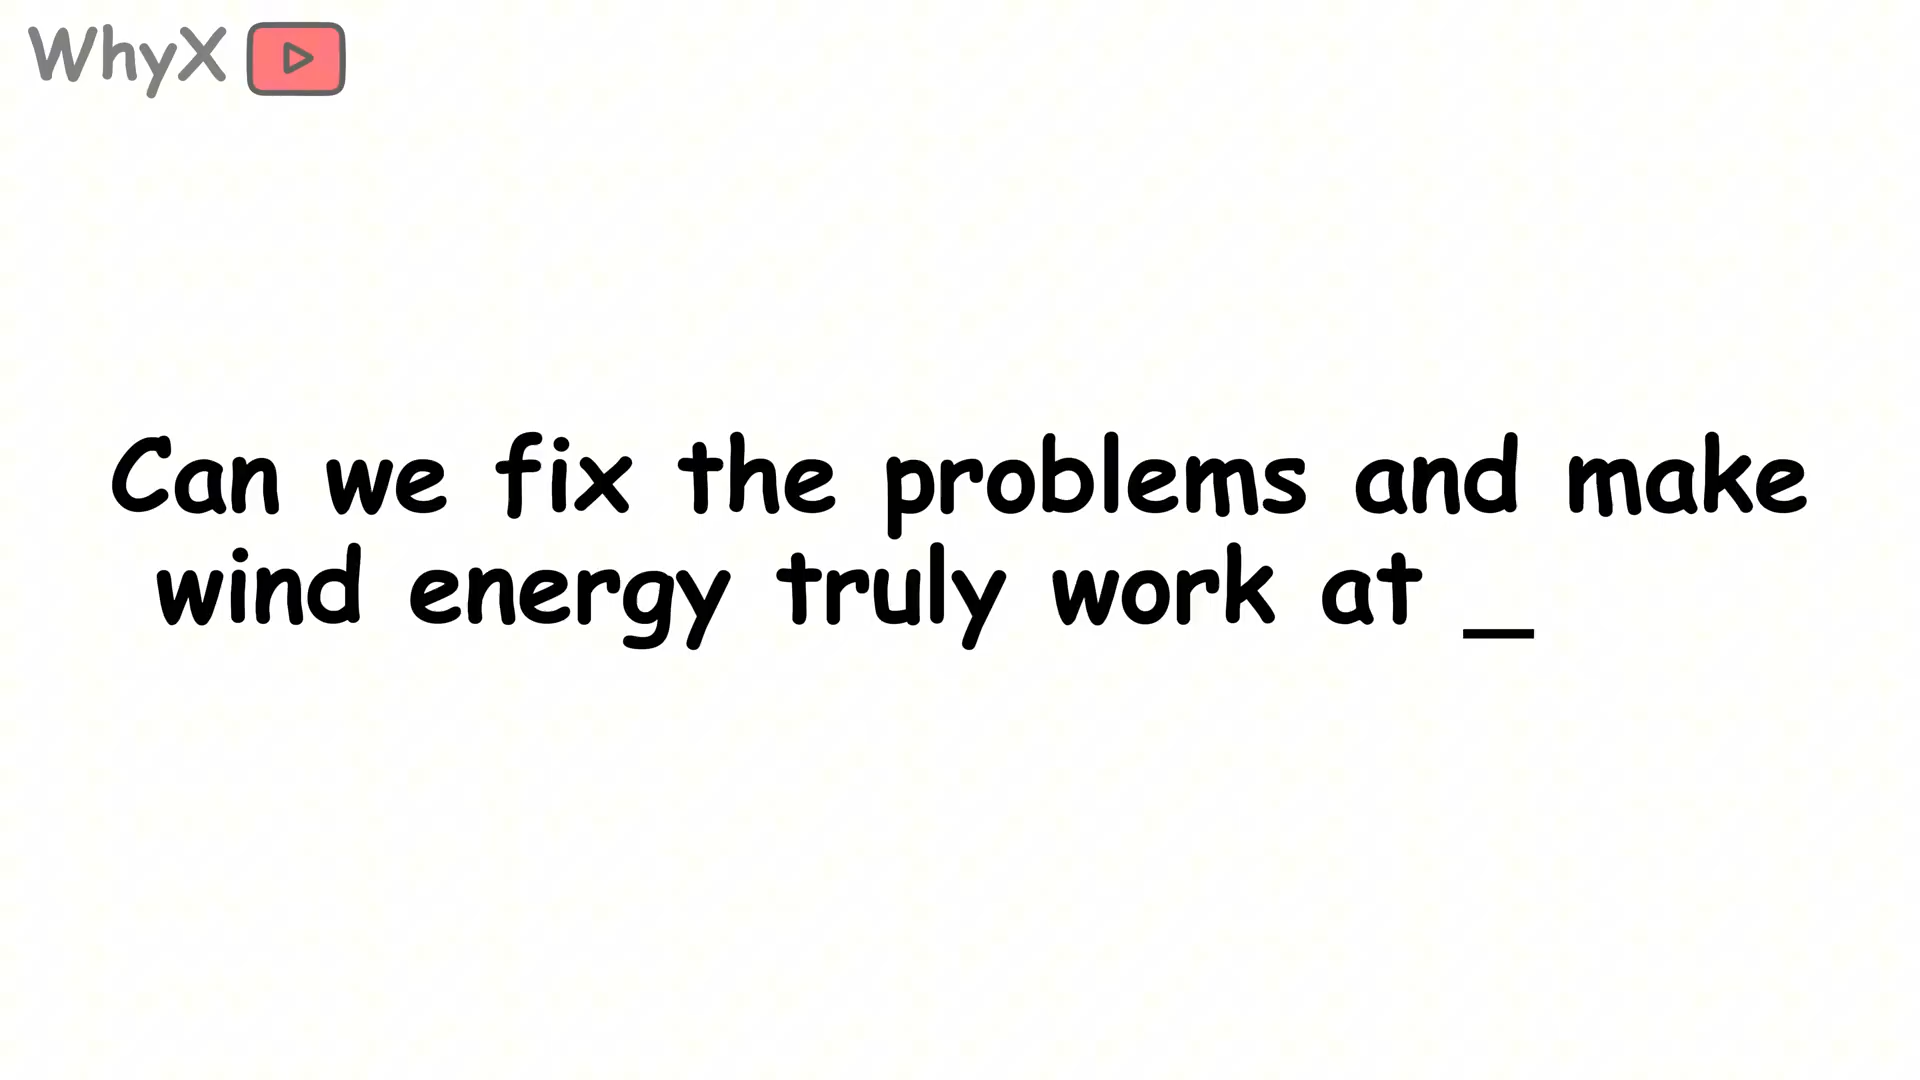 WhyX
Can we fix the problems and make
wind energy truly work at _